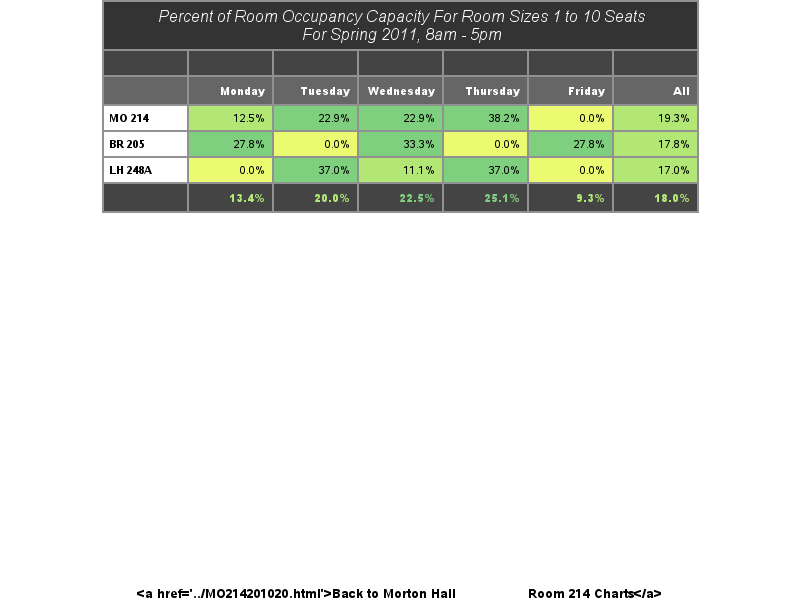 Percent of Room Occupancy Capacity For Room Sizes 1 to 10 Seats
For Spring 2011, 8am - 5pm
Monday Tuesday Wednesday Thursday Friday All
MO 214 12.5% 22.9% 22.9% 38.2% 0.0% 19.3%
BR 205 27.8% 0.0% 33.3% 0.0% 27.8% 17.8%
LH 248A 0.0% 37.0% 11.1% 37.0% 0.0% 17.0%
13.4% 20.0% 22.5% 25.1% 9.3% 18.0%
<a href='../MO214201020.html'>Back to Morton Hall Room 214 Charts</a>